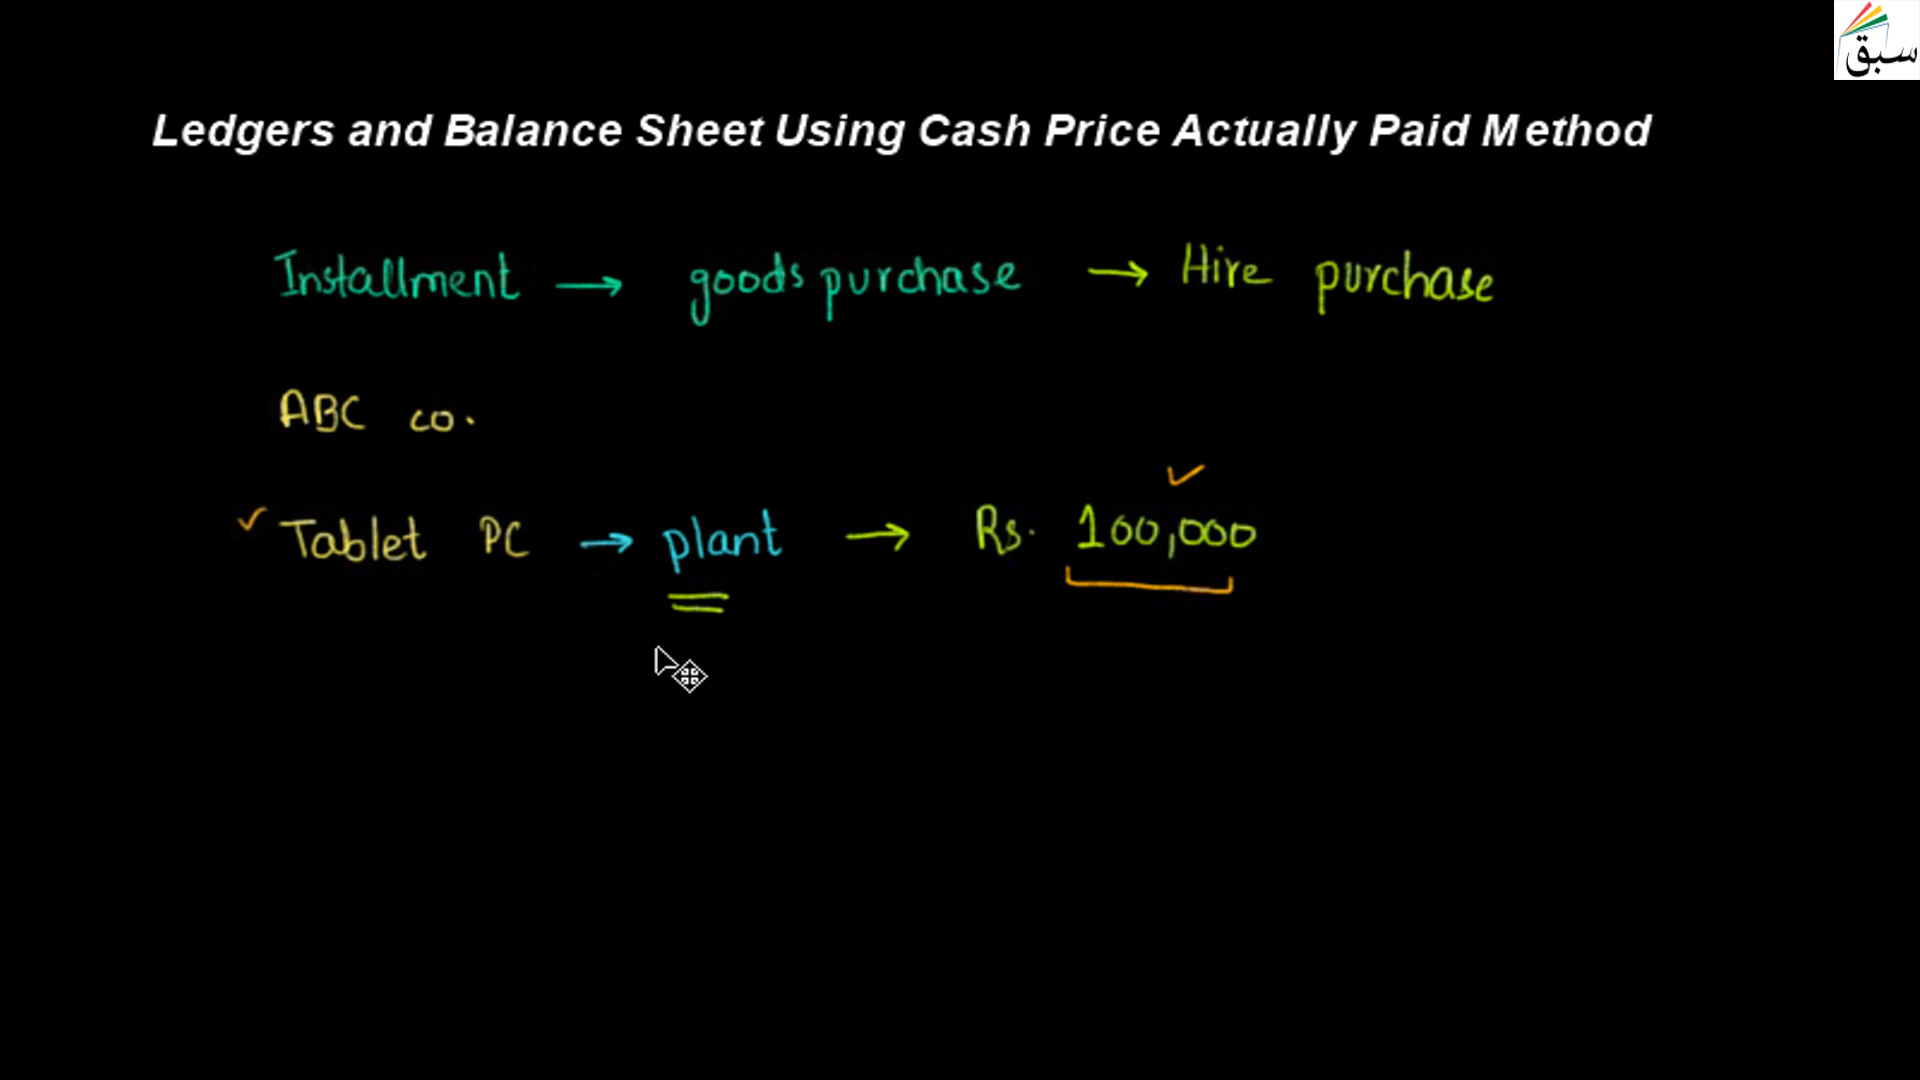 سبق
Ledgers and Balance Sheet Using Cash Price Actually Paid Method
Installment → goods purchase → Hire purchase
ABC co.
✓ Tablet PC → plant → Rs. 100,000 ✓